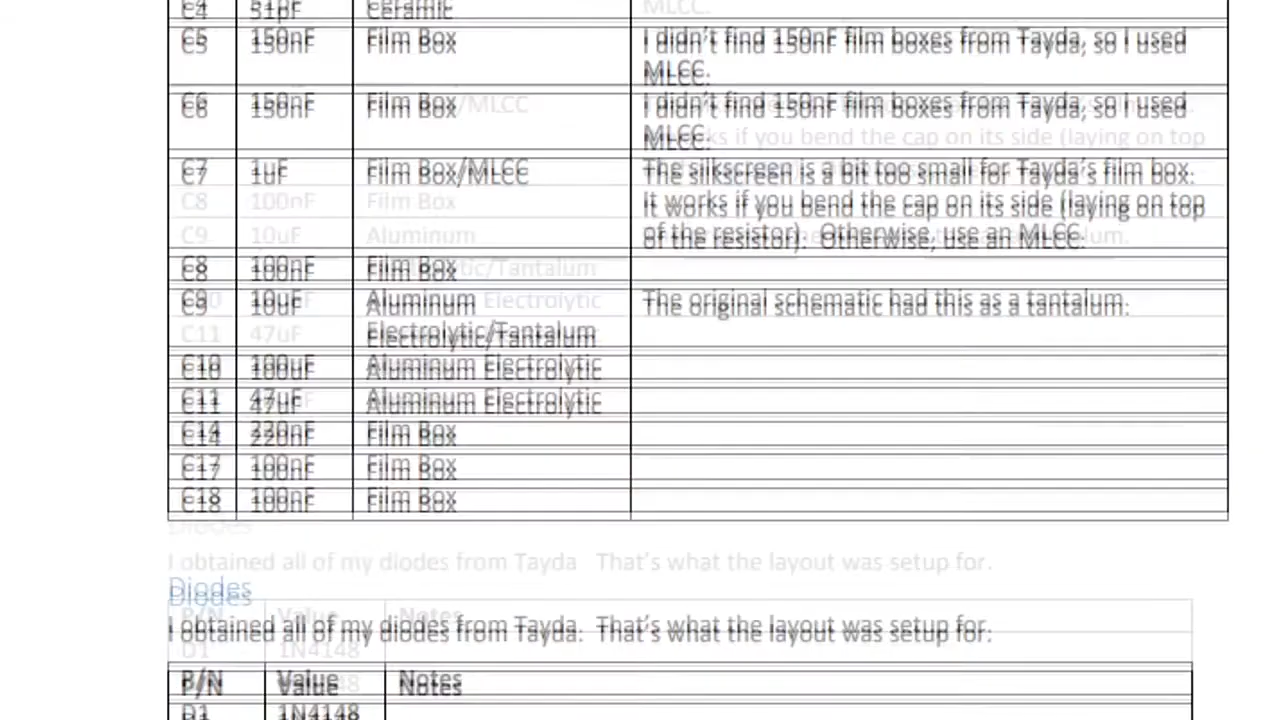 C4 51pF Ceramic MLCC.
C5 150nF Film Box I didn't find 150nF film boxes from Tayda, so I used
MLCC.
C6 150nF Film Box I didn't find 150nF film boxes from Tayda, so I used
MLCC.
C7 1uF Film Box/MLCC The silkscreen is a bit too small for Tayda's film box.
It works if you bend the cap on its side (laying on top
of the resistor). Otherwise, use an MLCC.
C8 100nF Film Box
C9 10uF Aluminum The original schematic had this as a tantalum.
Electrolytic/Tantalum
C10 100uF Aluminum Electrolytic
C11 47uF Aluminum Electrolytic
C14 220nF Film Box
C17 100nF Film Box
C18 100nF Film Box
Diodes
I obtained all of my diodes from Tayda. That's what the layout was setup for.
P/N Value Notes
D1 1N4148